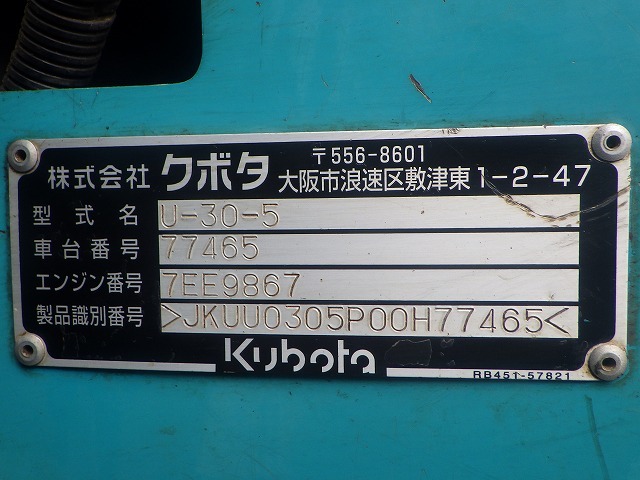 株式会社 クボタ 〒556-8601
大阪市浪速区敷津東1-2-47
型式名 U-30-5
車台番号 77465
エンジン番号 7EE9867
製品識別番号 >JKUU0305P00H77465<
Kubota
RB451-57821